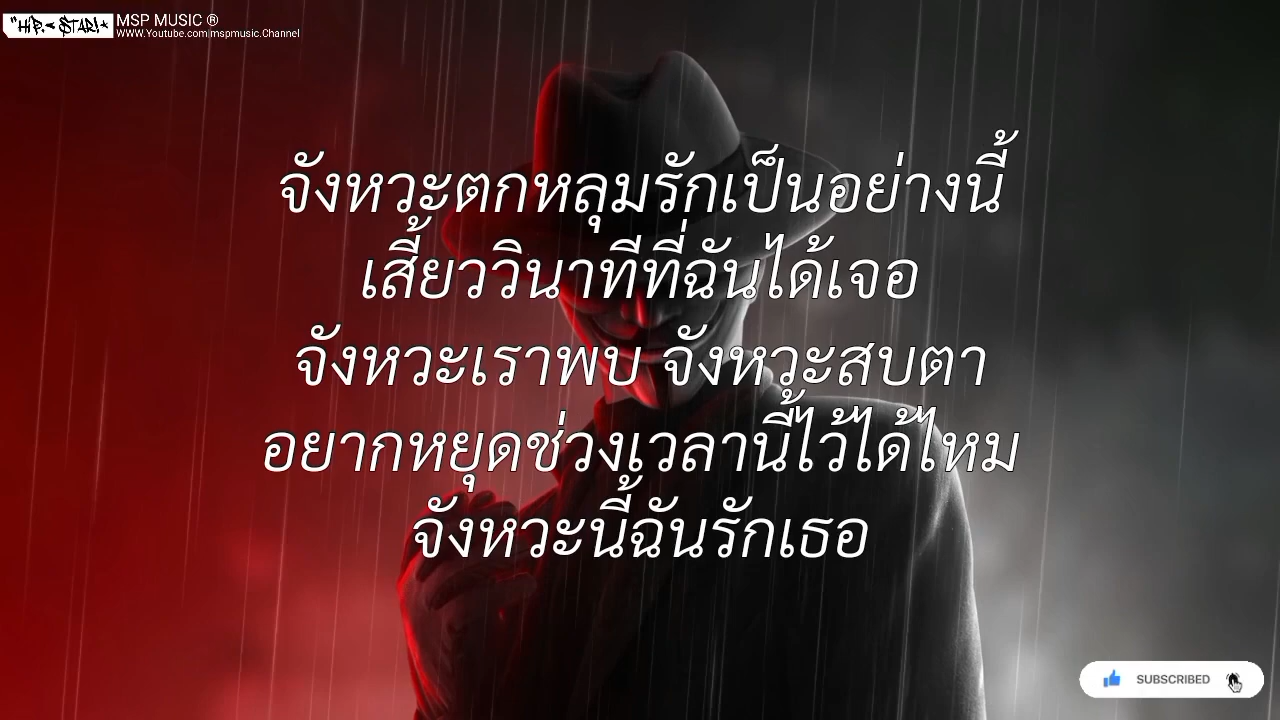 "HIP.< STAR!*
MSP MUSIC ®
WWW.Youtube.com|mspmusic.Channel
จังหวะตกหลุมรักเป็นอย่างนี้
เสี้ยววินาทีที่ฉันได้เจอ
จังหวะเราพบ จังหวะสบตา
อยากหยุดช่วงเวลานี้ไว้ได้ไหม
จังหวะนี้ฉันรักเธอ
SUBSCRIBED